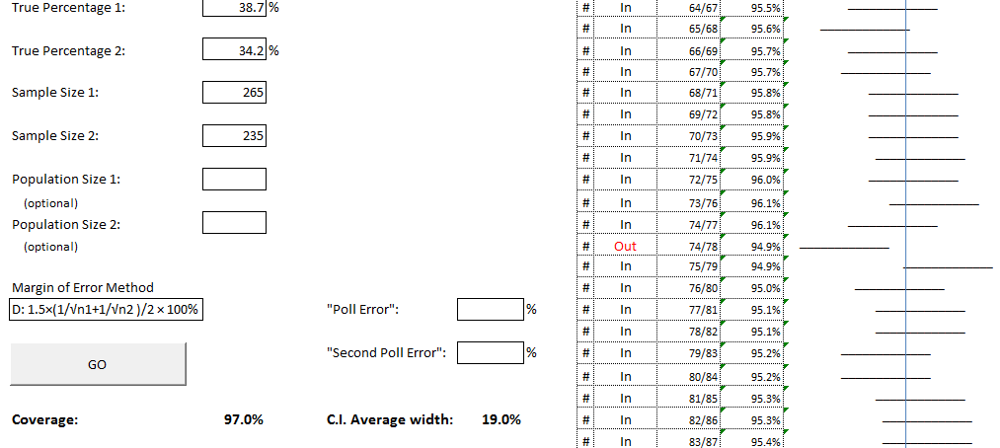 True Percentage 1: 38.7 %
True Percentage 2: 34.2 %
Sample Size 1: 265
Sample Size 2: 235
Population Size 1:
(optional)
Population Size 2:
(optional)
Margin of Error Method
D: 1.5×(1/√n1+1/√n2 )/2 × 100%
"Poll Error": %
GO
"Second Poll Error": %
Coverage: 97.0% C.I. Average width: 19.0%
# In 64/67 95.5%
# In 65/68 95.6%
# In 66/69 95.7%
# In 67/70 95.7%
# In 68/71 95.8%
# In 69/72 95.8%
# In 70/73 95.9%
# In 71/74 95.9%
# In 72/75 96.0%
# In 73/76 96.1%
# In 74/77 96.1%
# Out 74/78 94.9%
# In 75/79 94.9%
# In 76/80 95.0%
# In 77/81 95.1%
# In 78/82 95.1%
# In 79/83 95.2%
# In 80/84 95.2%
# In 81/85 95.3%
# In 82/86 95.3%
# In 83/87 95.4%